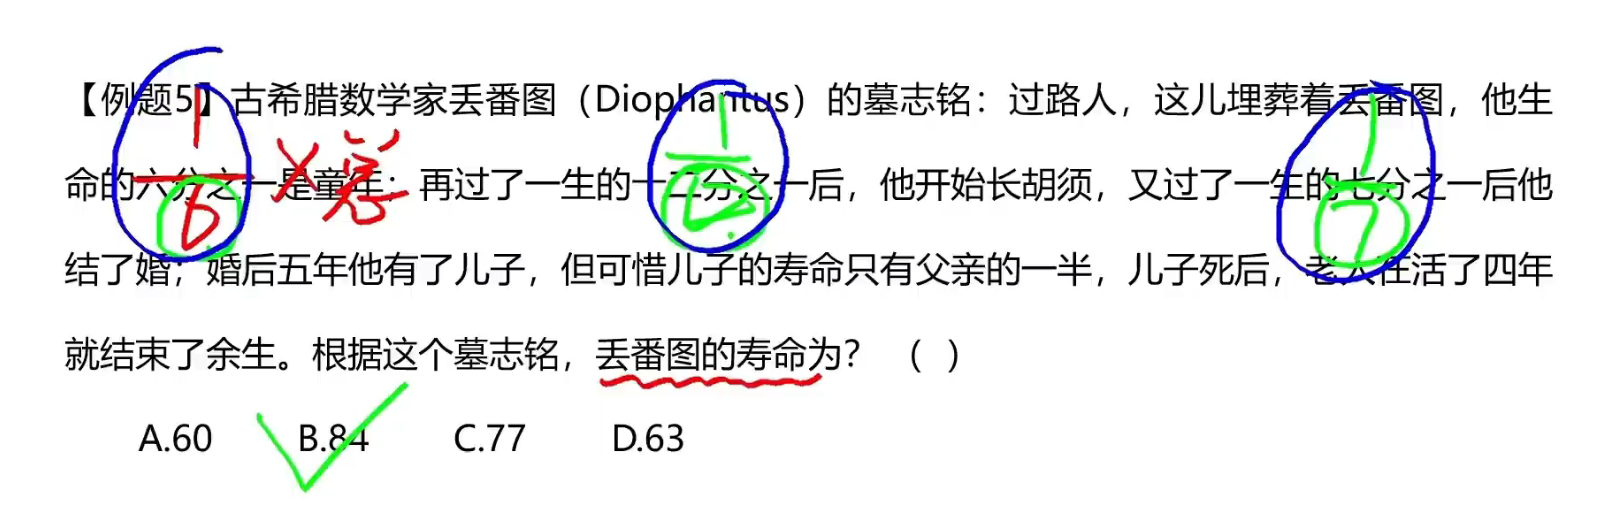 【例题5】古希腊数学家丢番图（Diophantus）的墓志铭：过路人，这儿埋葬着丢番图，他生
命的六分之一是童年；再过了一生的十二分之一后，他开始长胡须，又过了一生的七分之一后他
结了婚；婚后五年他有了儿子，但可惜儿子的寿命只有父亲的一半，儿子死后，老人在活了四年
就结束了余生。根据这个墓志铭，丢番图的寿命为？（ ）
A.60 B.84 C.77 D.63
1/6 ×总
1/12
1/7